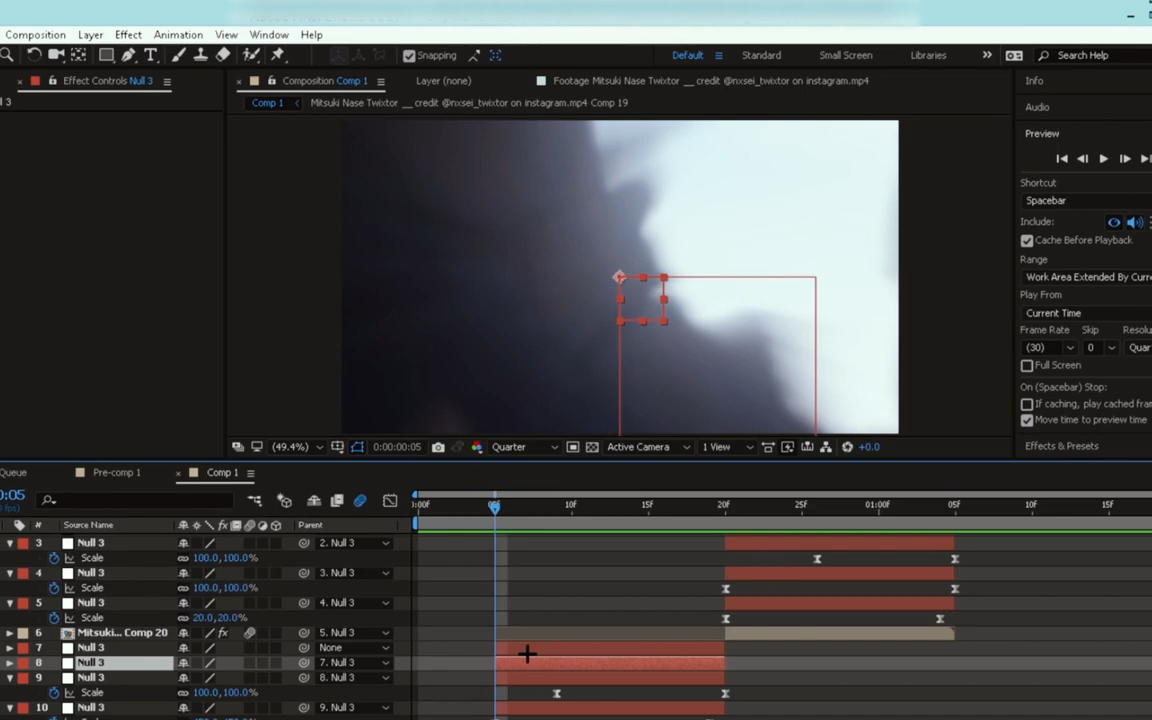 Composition Layer Effect Animation View Window Help
Snapping Default Standard Small Screen Libraries Search Help
Effect Controls Null 3 Composition Comp 1 Layer (none) Footage Mitsuki Nase Twixtor __ credit @nxsei_twixtor on instagram.mp4 Info
l 3 Comp 1 Mitsuki Nase Twixtor __ credit @nxsei_twixtor on instagram.mp4 Comp 19
Audio
Preview
Shortcut
Spacebar
Include:
Cache Before Playback
Range
Work Area Extended By Curre
Play From
Current Time
Frame Rate Skip Resolu
(30) 0 Quar
Full Screen
On (Spacebar) Stop:
If caching, play cached fram
Move time to preview time
(49.4%) 0:00:00:05 Quarter Active Camera 1 View +0.0 Effects & Presets
Queue Pre-comp 1 Comp 1
0:05
fps) :00F 10F 15F 20F 25F 01:00F 05F 10F 15F
# Source Name fx Parent
3 Null 3 2. Null 3
Scale 100.0,100.0%
4 Null 3 3. Null 3
Scale 100.0,100.0%
5 Null 3 4. Null 3
Scale 20.0,20.0%
6 Mitsuki... Comp 20 fx 5. Null 3
7 Null 3 None
8 Null 3 7. Null 3
9 Null 3 8. Null 3
Scale 100.0,100.0%
10 Null 3 9. Null 3